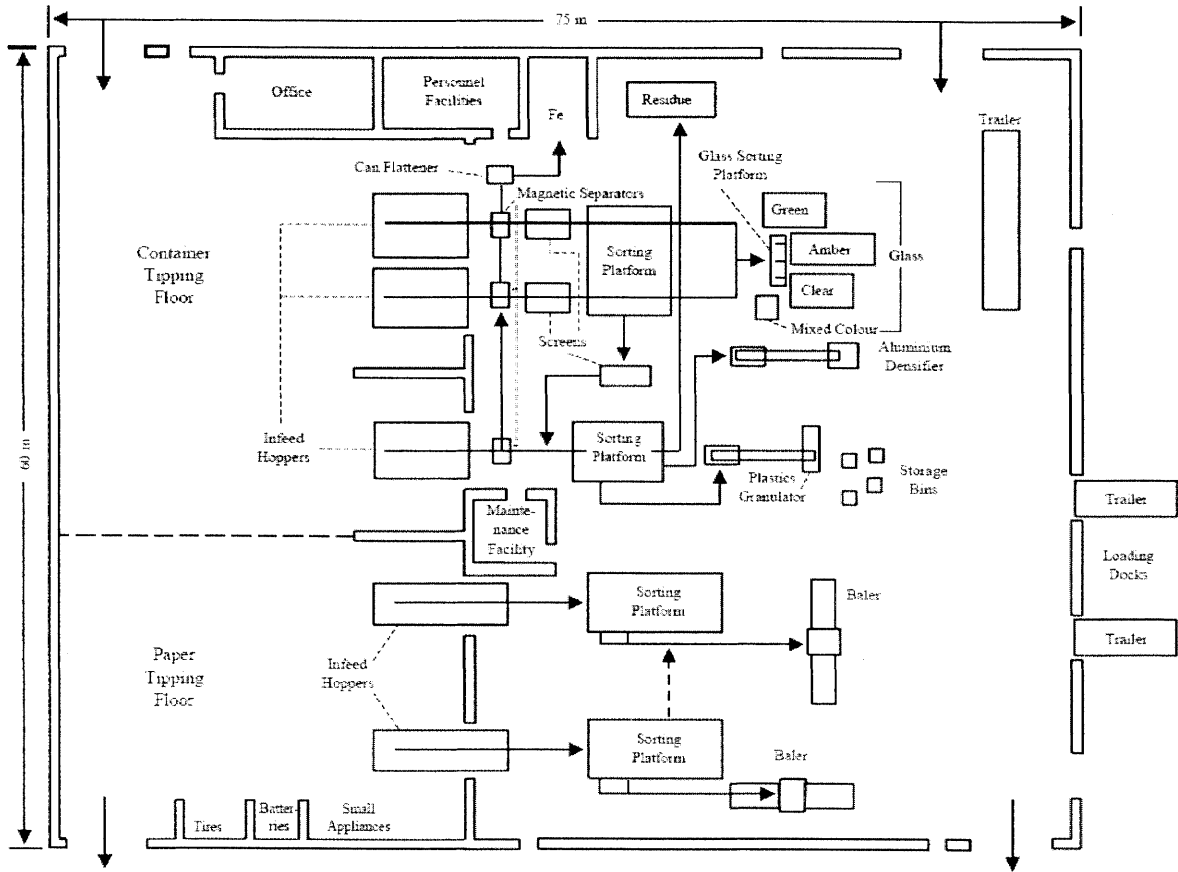 75 m
60 m
Office
Personnel
Facilities
Fe
Residue
Trailer
Can Flattener
Magnetic Separators
Glass Sorting
Platform
Green
Amber
Clear
Glass
Container
Tipping
Floor
Sorting
Platform
Mixed Colour
Screens
Aluminium
Densifier
Infeed
Hoppers
Sorting
Platform
Plastics
Granulator
Storage
Bins
Trailer
Mainte-
nance
Facility
Loading
Docks
Sorting
Platform
Baler
Trailer
Paper
Tipping
Floor
Infeed
Hoppers
Sorting
Platform
Baler
Tires
Batter-
ies
Small
Appliances